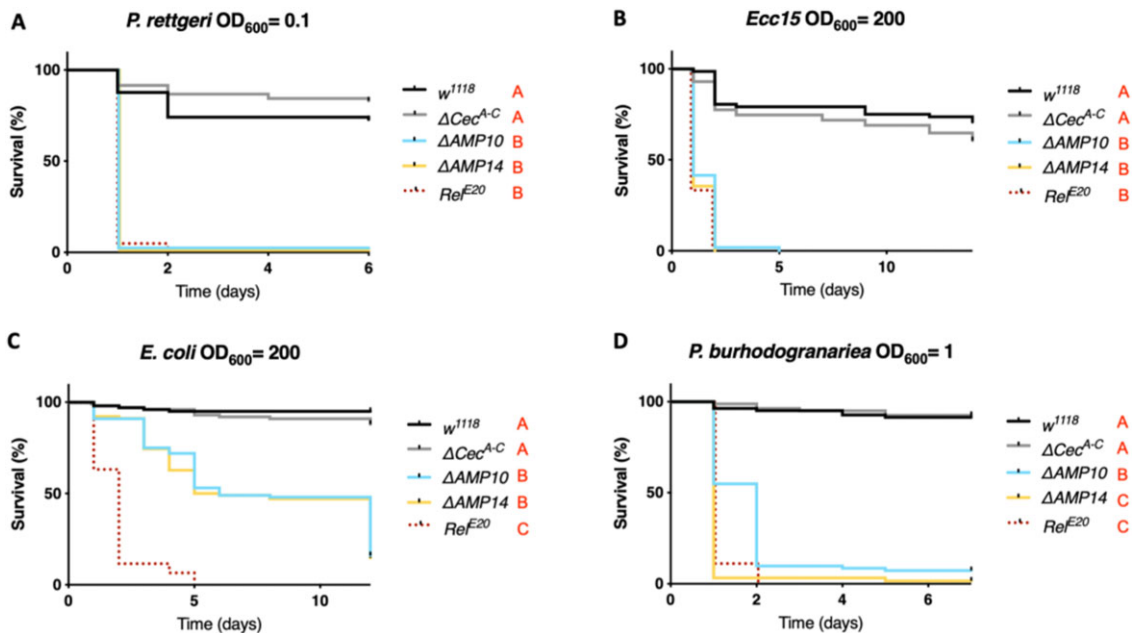 A
P. rettgeri OD600= 0.1
Survival (%)
100
50
0
0 2 4 6
Time (days)
w1118 A
ΔCecA-C A
ΔAMP10 B
ΔAMP14 B
RelE20 B
B
Ecc15 OD600= 200
Survival (%)
100
50
0
0 5 10
Time (days)
w1118 A
ΔCecA-C A
ΔAMP10 B
ΔAMP14 B
RelE20 B
C
E. coli OD600= 200
Survival (%)
100
50
0
0 5 10
Time (days)
w1118 A
ΔCecA-C A
ΔAMP10 B
ΔAMP14 B
RelE20 C
D
P. burhodogranariea OD600= 1
Survival (%)
100
50
0
0 2 4 6
Time (days)
w1118 A
ΔCecA-C A
ΔAMP10 B
ΔAMP14 C
RelE20 C